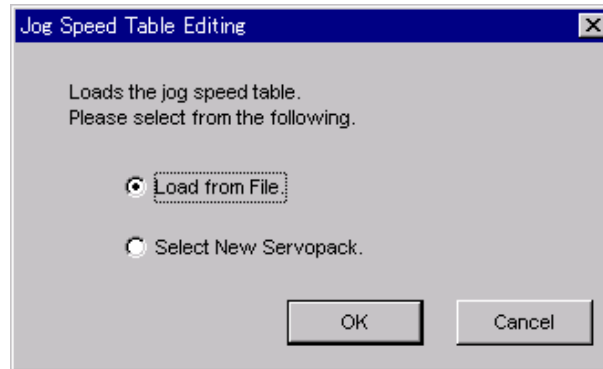 Jog Speed Table Editing
Loads the jog speed table.
Please select from the following.
Load from File.
Select New Servopack.
OK Cancel